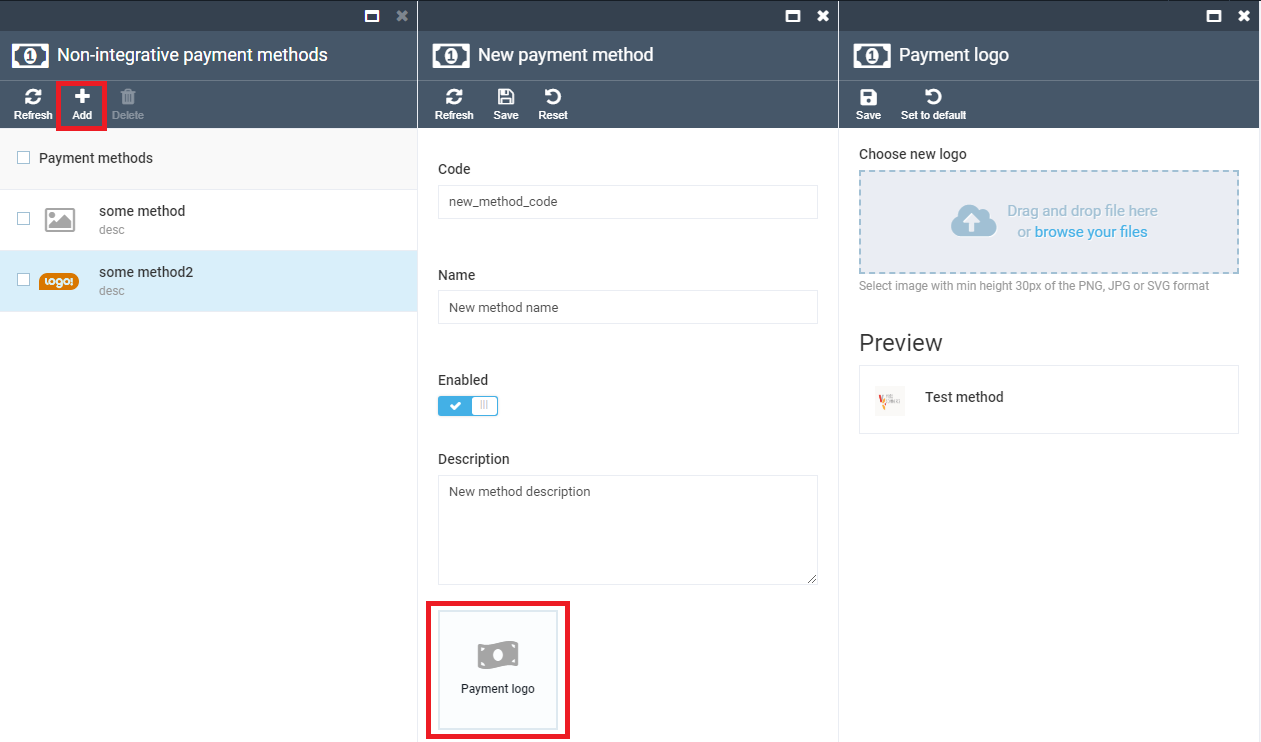 Non-integrative payment methods
Refresh
Add
Delete
Payment methods
some method
desc
LOGO!
some method2
desc
New payment method
Refresh
Save
Reset
Code
new_method_code
Name
New method name
Enabled
Description
New method description
Payment logo
Payment logo
Save
Set to default
Choose new logo
Drag and drop file here
or browse your files
Select image with min height 30px of the PNG, JPG or SVG format
Preview
Test method